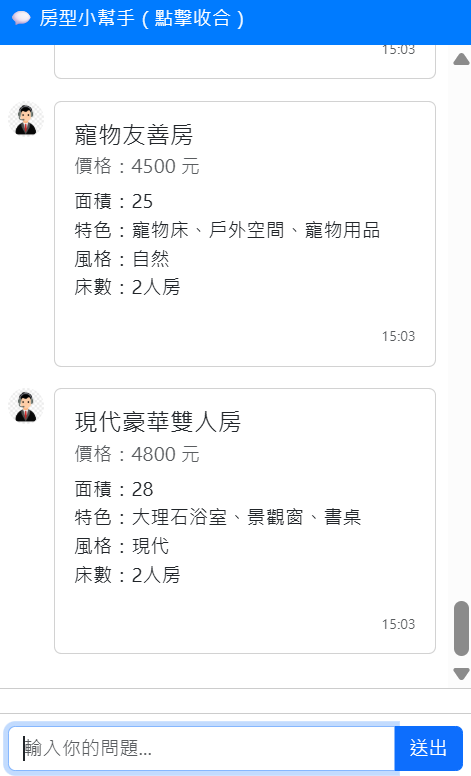 房型小幫手（點擊收合）
15:03
寵物友善房
價格：4500 元
面積：25
特色：寵物床、戶外空間、寵物用品
風格：自然
床數：2人房
15:03
現代豪華雙人房
價格：4800 元
面積：28
特色：大理石浴室、景觀窗、書桌
風格：現代
床數：2人房
15:03
輸入你的問題... 送出